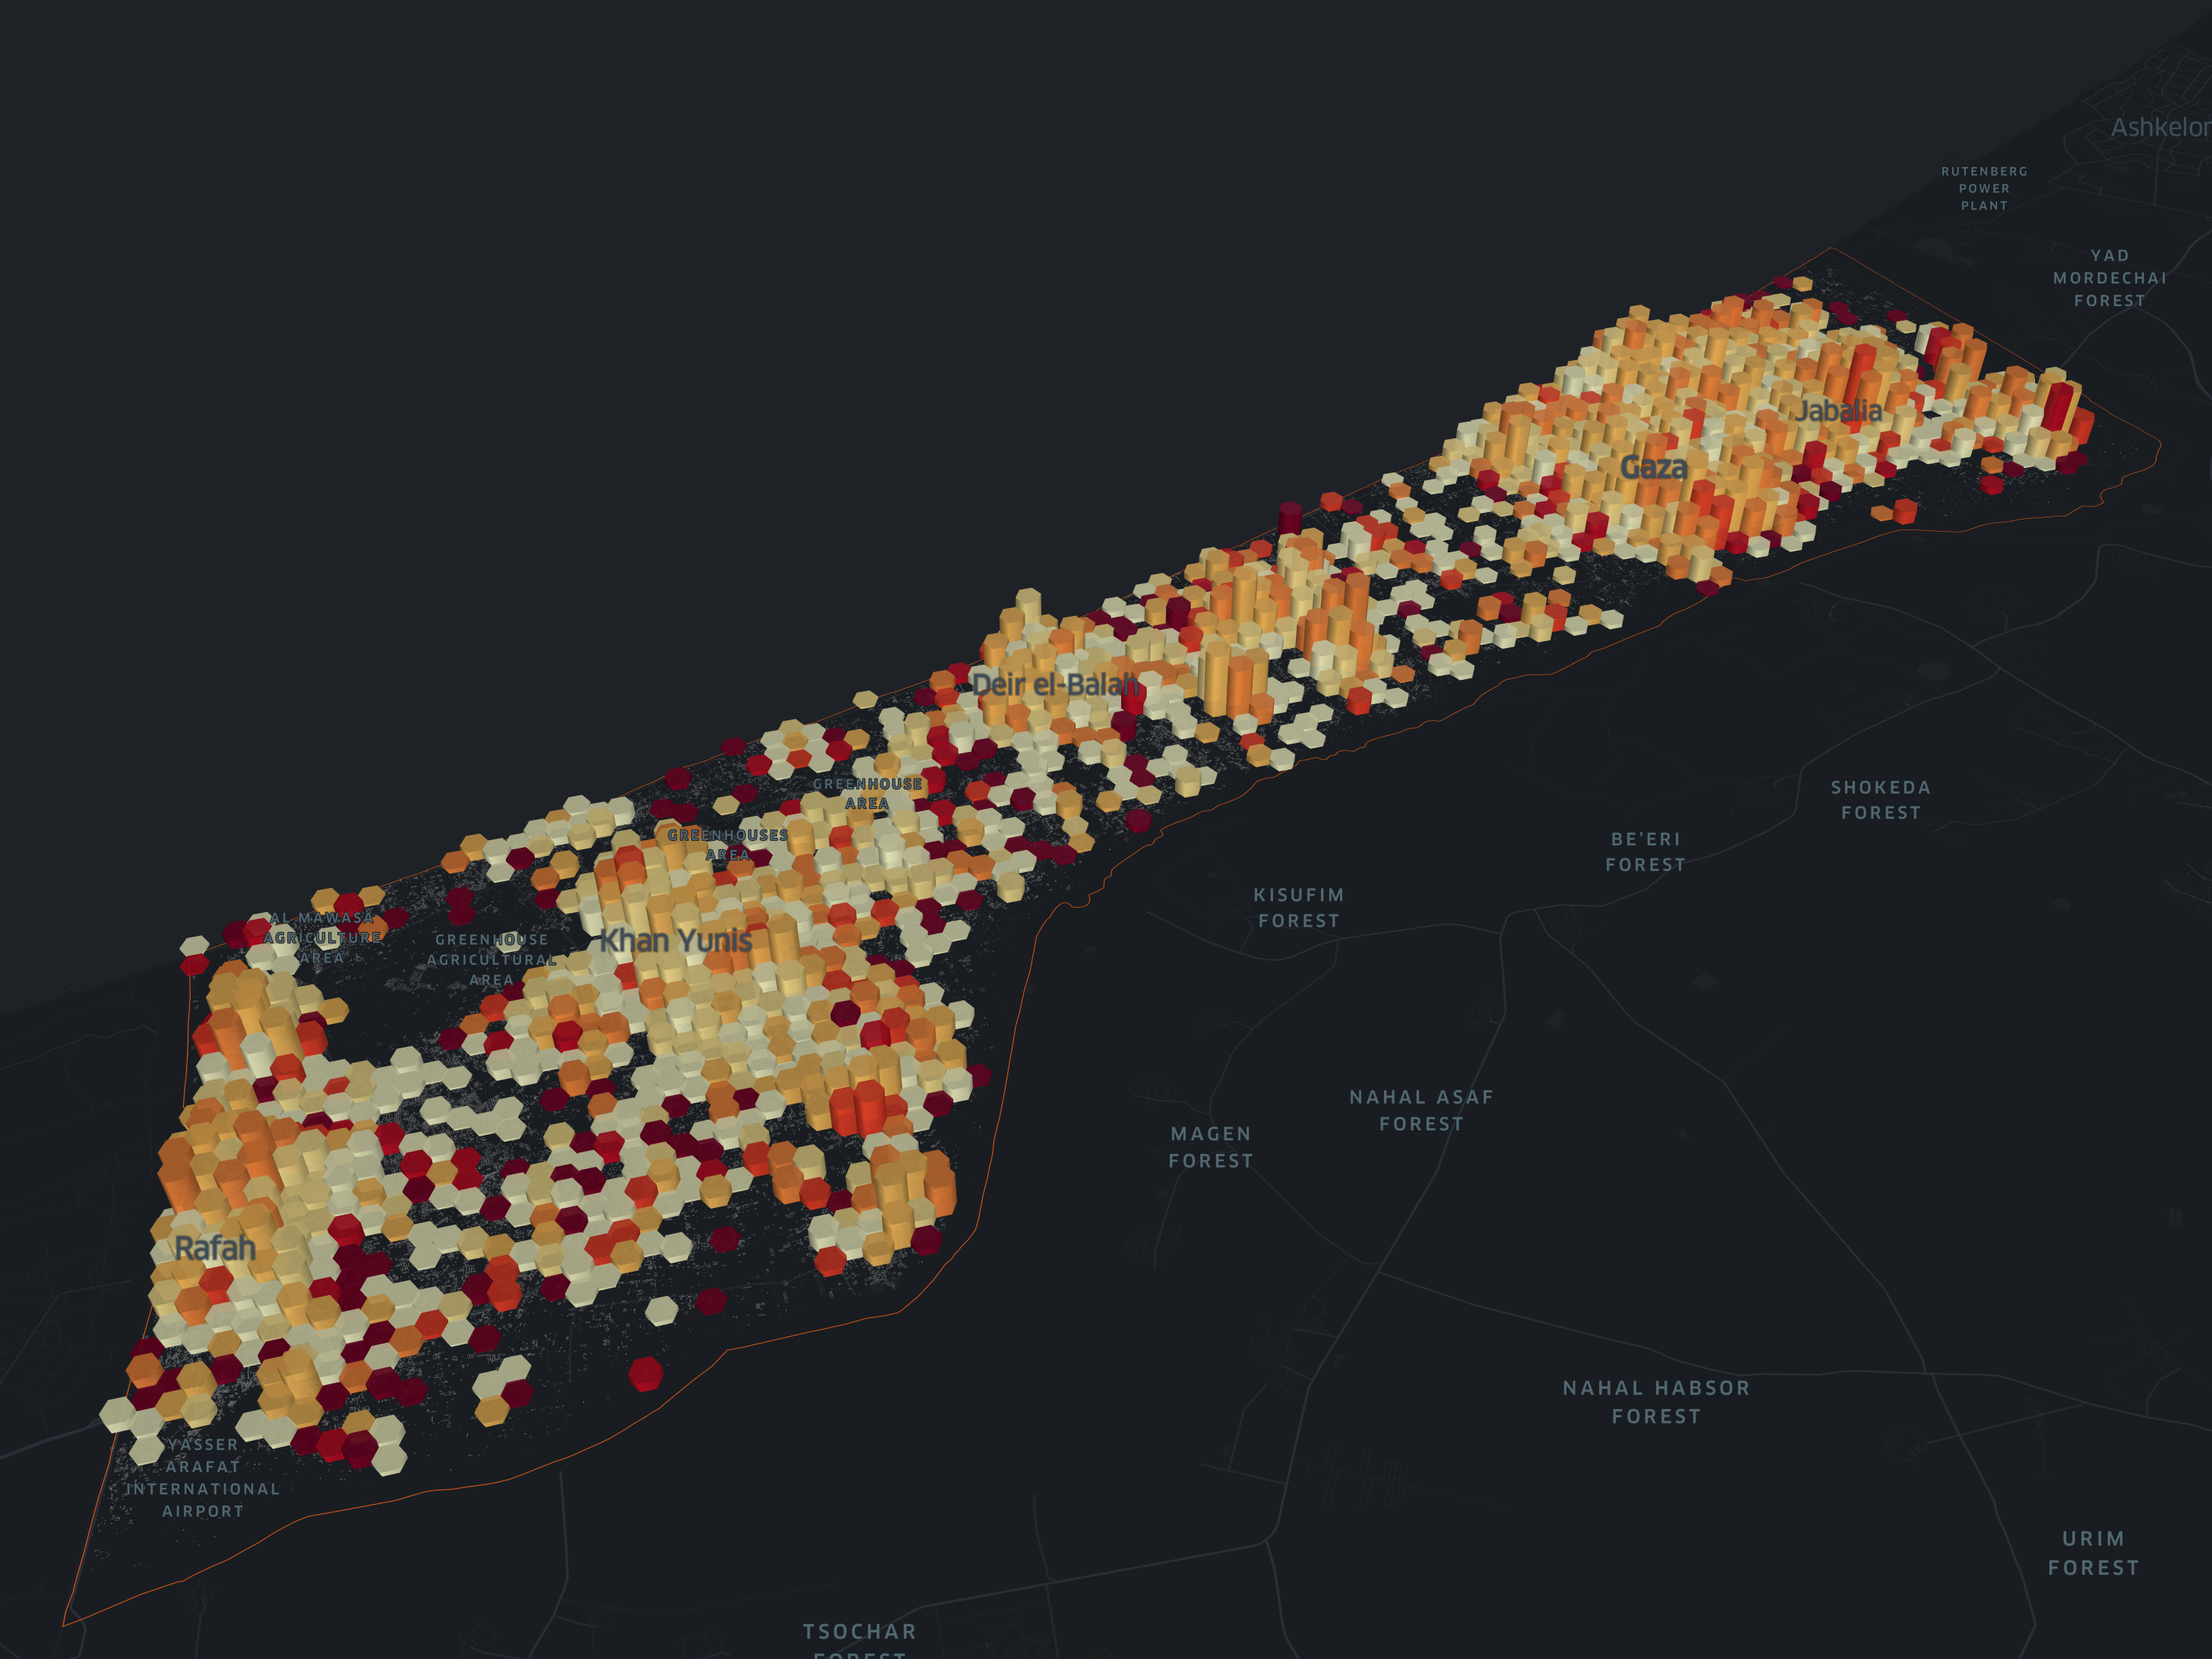 Ashkelon
RUTENBERG
POWER
PLANT
YAD
MORDECHAI
FOREST
Jabalia
Gaza
Deir el-Balah
GREENHOUSE
AREA
GREENHOUSES
AREA
SHOKEDA
FOREST
BE'ERI
FOREST
KISUFIM
FOREST
AL MAWASA
AGRICULTURE
AREA
GREENHOUSE
AGRICULTURAL
AREA
Khan Yunis
NAHAL ASAF
FOREST
MAGEN
FOREST
Rafah
NAHAL HABSOR
FOREST
YASSER
ARAFAT
INTERNATIONAL
AIRPORT
URIM
FOREST
TSOCHAR
FOREST